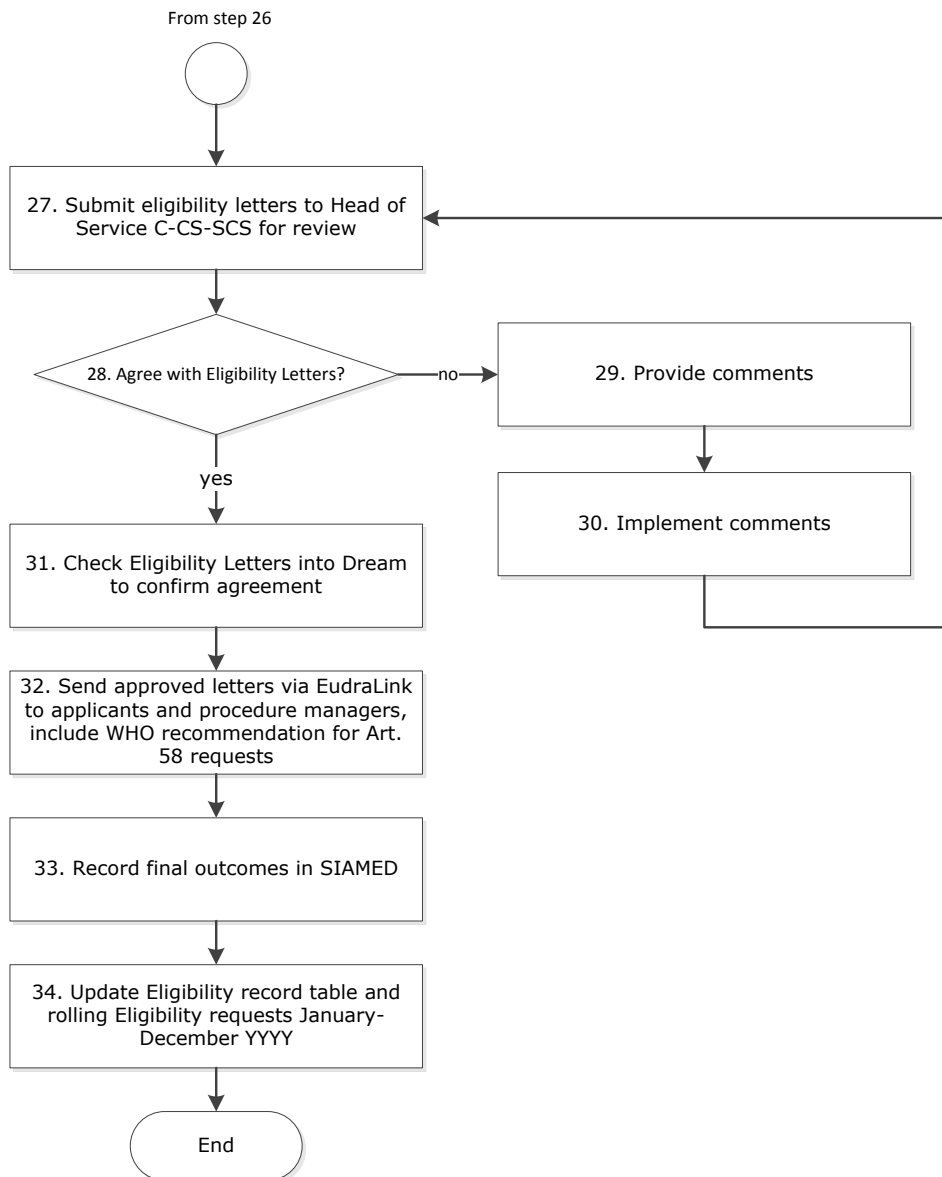 From step 26
27. Submit eligibility letters to Head of
Service C-CS-SCS for review
28. Agree with Eligibility Letters?
no
29. Provide comments
yes
30. Implement comments
31. Check Eligibility Letters into Dream
to confirm agreement
32. Send approved letters via EudraLink
to applicants and procedure managers,
include WHO recommendation for Art.
58 requests
33. Record final outcomes in SIAMED
34. Update Eligibility record table and
rolling Eligibility requests January-
December YYYY
End